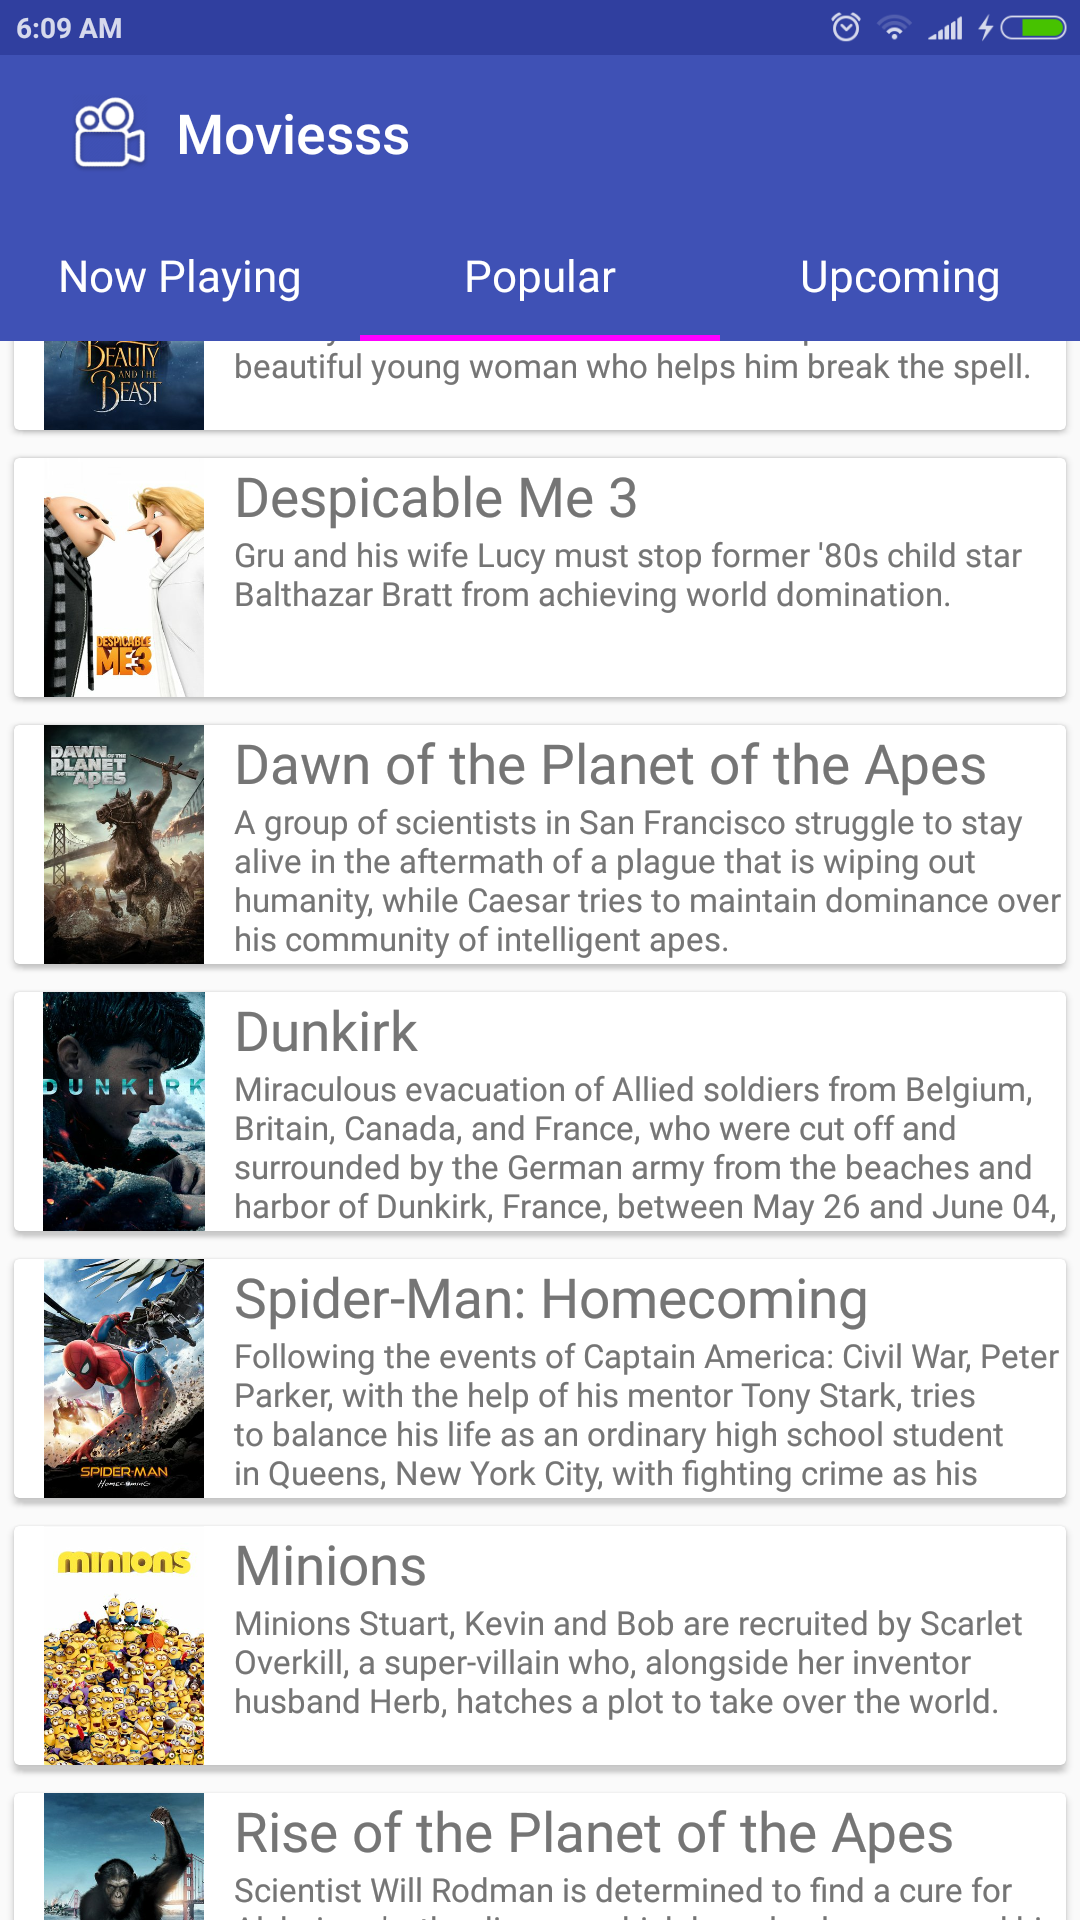 6:09 AM
Moviesss
Now Playing Popular Upcoming
BEAUTY
AND THE
BEAST
beautiful young woman who helps him break the spell.
DESPICABLE
ME3
Despicable Me 3
Gru and his wife Lucy must stop former '80s child star
Balthazar Bratt from achieving world domination.
DAWN OF THE
PLANET
OF THE APES
Dawn of the Planet of the Apes
A group of scientists in San Francisco struggle to stay
alive in the aftermath of a plague that is wiping out
humanity, while Caesar tries to maintain dominance over
his community of intelligent apes.
DUNKIRK
Dunkirk
Miraculous evacuation of Allied soldiers from Belgium,
Britain, Canada, and France, who were cut off and
surrounded by the German army from the beaches and
harbor of Dunkirk, France, between May 26 and June 04,
SPIDER-MAN
HOMECOMING
Spider-Man: Homecoming
Following the events of Captain America: Civil War, Peter
Parker, with the help of his mentor Tony Stark, tries
to balance his life as an ordinary high school student
in Queens, New York City, with fighting crime as his
minions
Minions
Minions Stuart, Kevin and Bob are recruited by Scarlet
Overkill, a super-villain who, alongside her inventor
husband Herb, hatches a plot to take over the world.
Rise of the Planet of the Apes
Scientist Will Rodman is determined to find a cure for